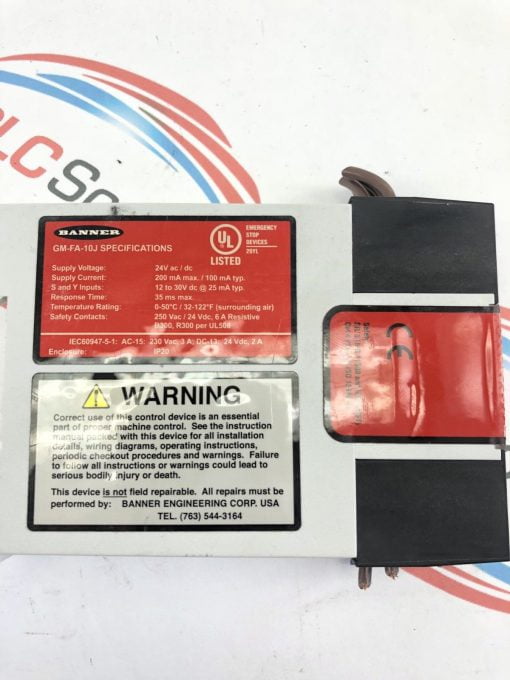 PLCSo
BANNER
GM-FA-10J SPECIFICATIONS
UL
LISTED
EMERGENCY
STOP
DEVICES
26YL
Supply Voltage: 24V ac / dc
Supply Current: 200 mA max. / 100 mA typ.
S and Y Inputs: 12 to 30V dc @ 25 mA typ.
Response Time: 35 ms max.
Temperature Rating: 0-50°C / 32-122°F (surrounding air)
Safety Contacts: 250 Vac / 24 Vdc, 6 A Resistive
B300, R300 per UL508
IEC60947-5-1: AC-15: 230 Vac, 3 A; DC-13: 24 Vdc, 2 A
Enclosure: IP20
WARNING
Correct use of this control device is an essential
part of proper machine control. See the instruction
manual packed with this device for all installation
details, wiring diagrams, operating instructions,
periodic checkout procedures and warnings. Failure
to follow all instructions or warnings could lead to
serious bodily injury or death.
This device is not field repairable. All repairs must be
performed by: BANNER ENGINEERING CORP. USA
TEL. (763) 544-3164
CE